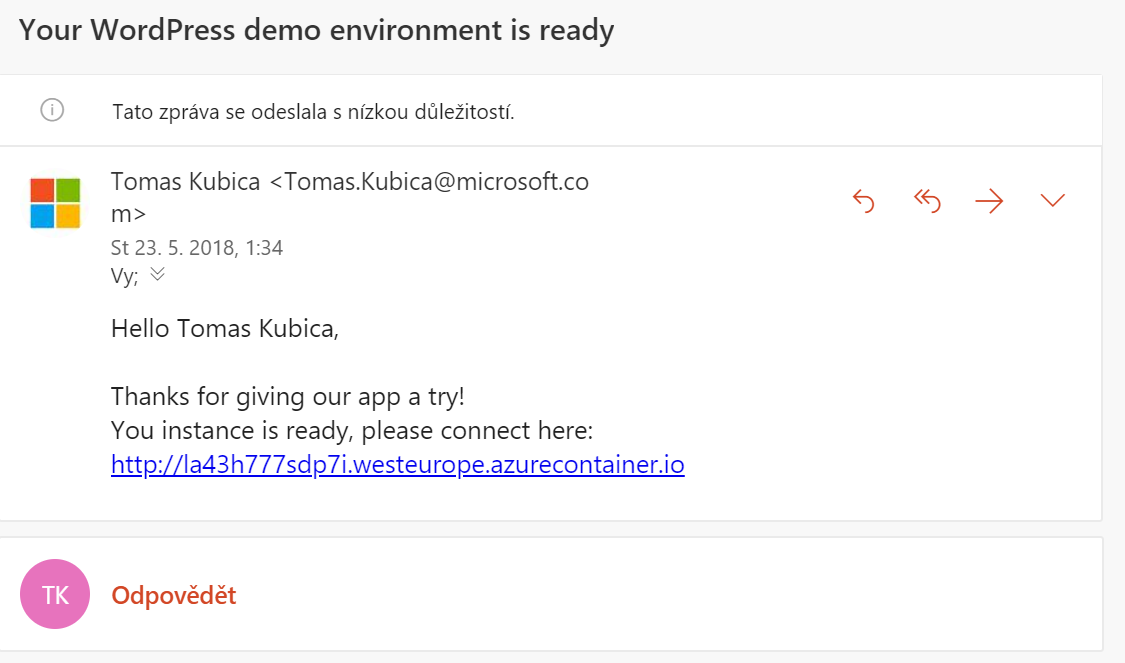 Your WordPress demo environment is ready
Tato zpráva se odeslala s nízkou důležitostí.
Tomas Kubica <Tomas.Kubica@microsoft.co
m>
St 23. 5. 2018, 1:34
Vy;
Hello Tomas Kubica,
Thanks for giving our app a try!
You instance is ready, please connect here:
http://la43h777sdp7i.westeurope.azurecontainer.io
TK
Odpovědět